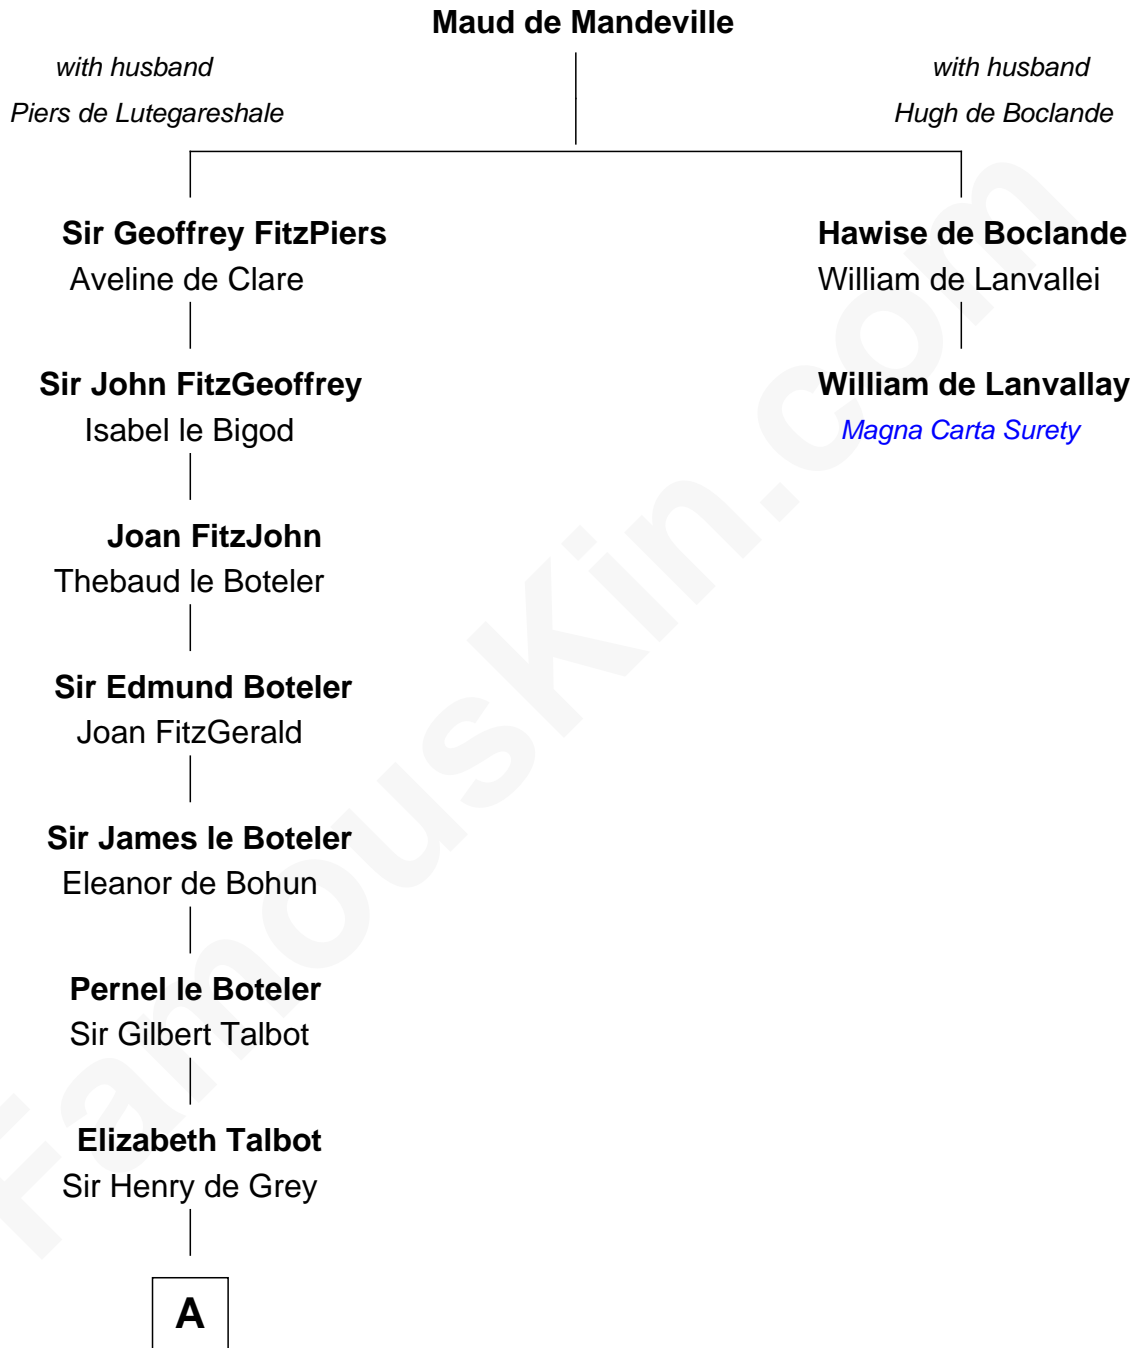 Maud de Mandeville
with husband
Piers de Lutegareshale
with husband
Hugh de Boclande
Sir Geoffrey FitzPiers
Aveline de Clare
Hawise de Boclande
William de Lanvallei
Sir John FitzGeoffrey
Isabel le Bigod
William de Lanvallay
Magna Carta Surety
Joan FitzJohn
Thebaud le Boteler
Sir Edmund Boteler
Joan FitzGerald
Sir James le Boteler
Eleanor de Bohun
Pernel le Boteler
Sir Gilbert Talbot
Elizabeth Talbot
Sir Henry de Grey
A
FamousKin.com